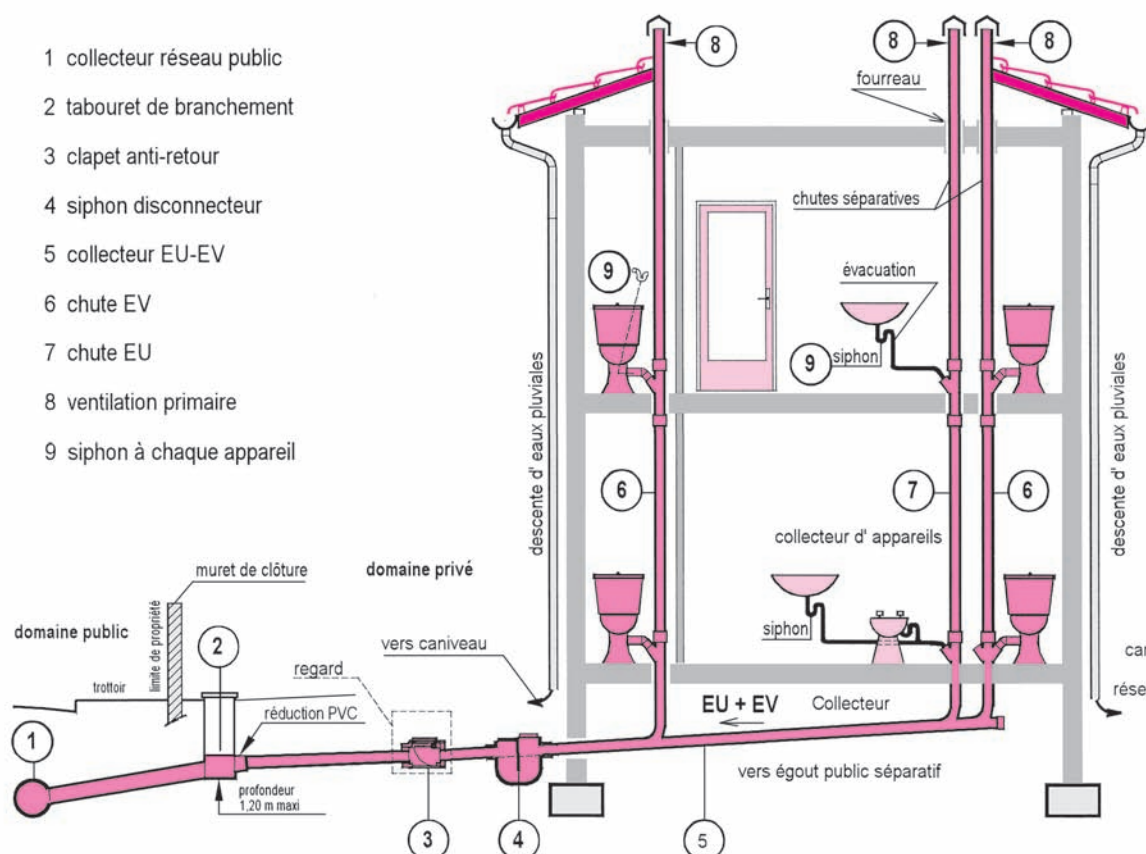 1 collecteur réseau public
2 tabouret de branchement
3 clapet anti-retour
4 siphon disconnecteur
5 collecteur EU-EV
6 chute EV
7 chute EU
8 ventilation primaire
9 siphon à chaque appareil
8
8
8
fourreau
chutes séparatives
9
évacuation
9
siphon
descente d' eaux pluviales
descente d' eaux pluviales
6
7
6
collecteur d' appareils
siphon
muret de clôture
domaine privé
domaine public
limite de propriété
2
vers caniveau
trottoir
regard
réduction PVC
EU + EV
Collecteur
car
rése
1
profondeur
1,20 m maxi
vers égout public séparatif
3
4
5